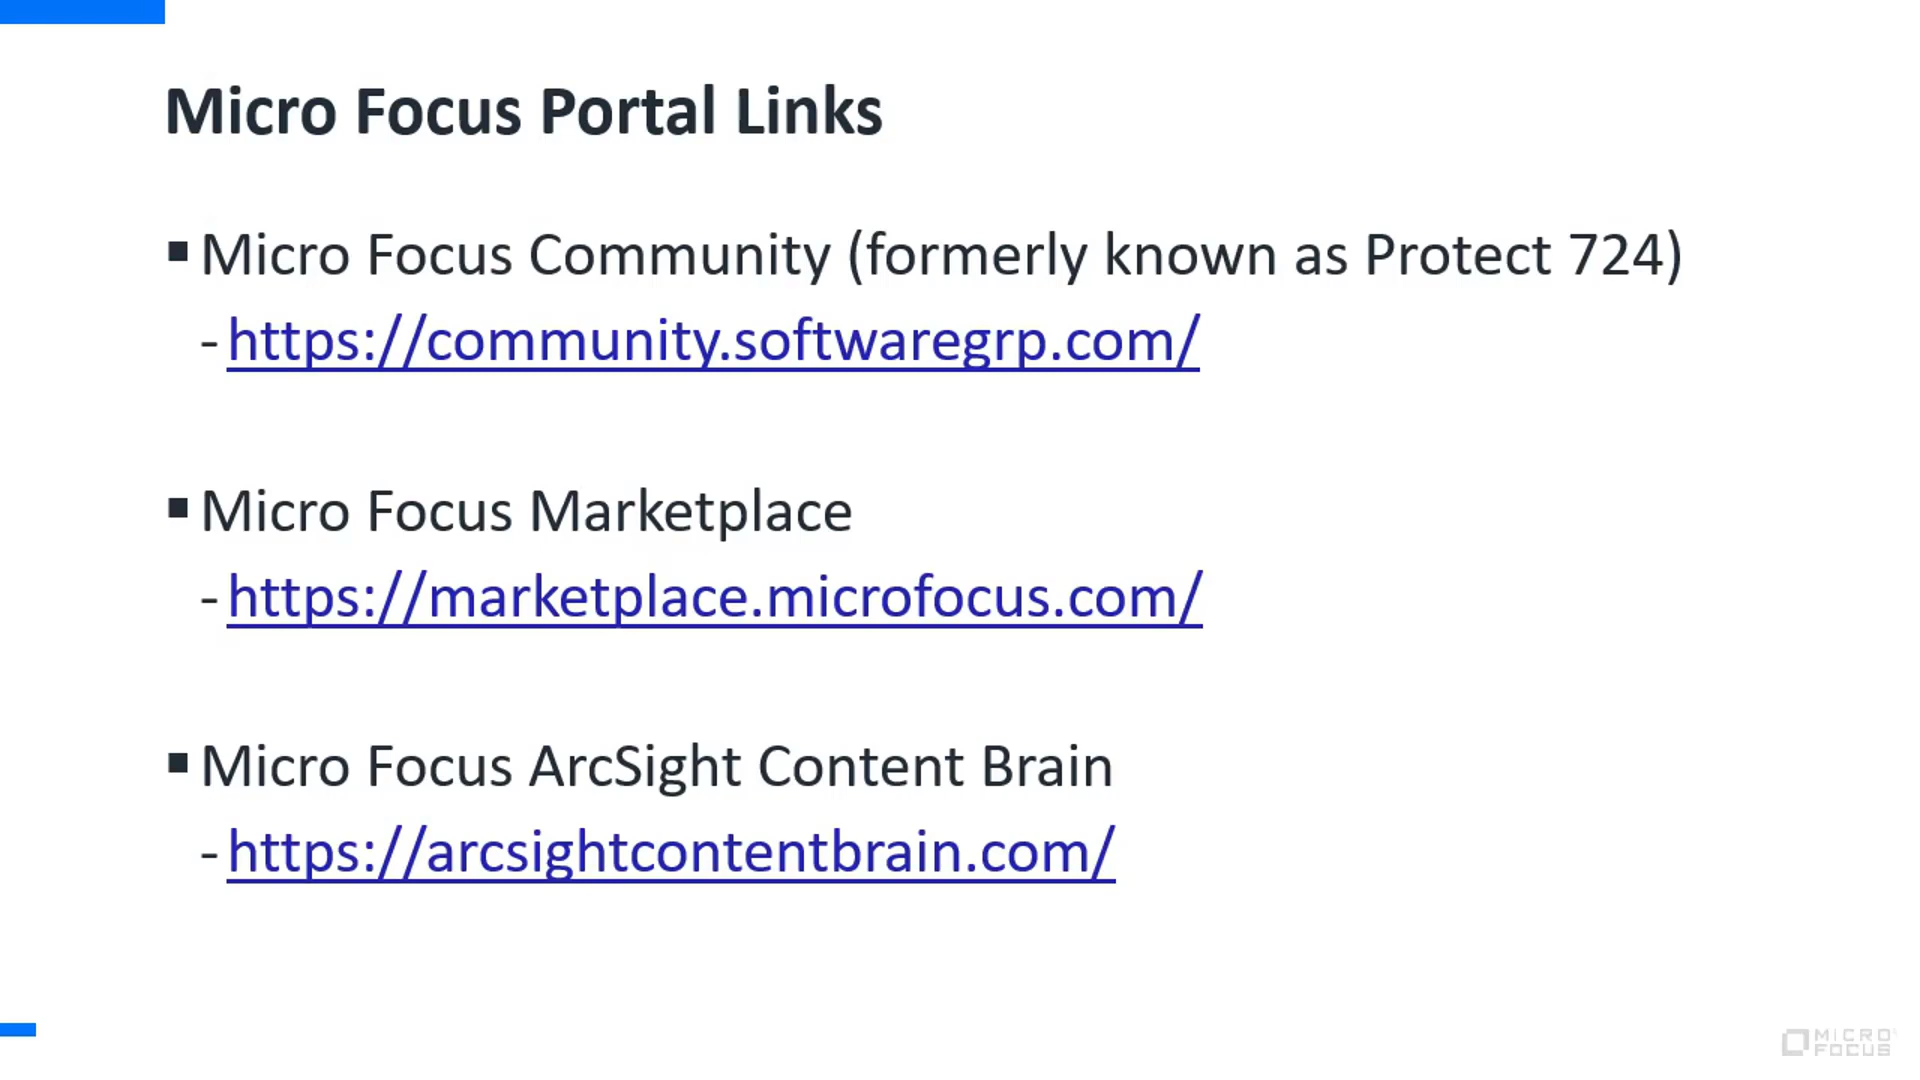 Micro Focus Portal Links
▪ Micro Focus Community (formerly known as Protect 724)
- https://community.softwaregrp.com/
▪ Micro Focus Marketplace
- https://marketplace.microfocus.com/
▪ Micro Focus ArcSight Content Brain
- https://arcsightcontentbrain.com/
MICRO
FOCUS